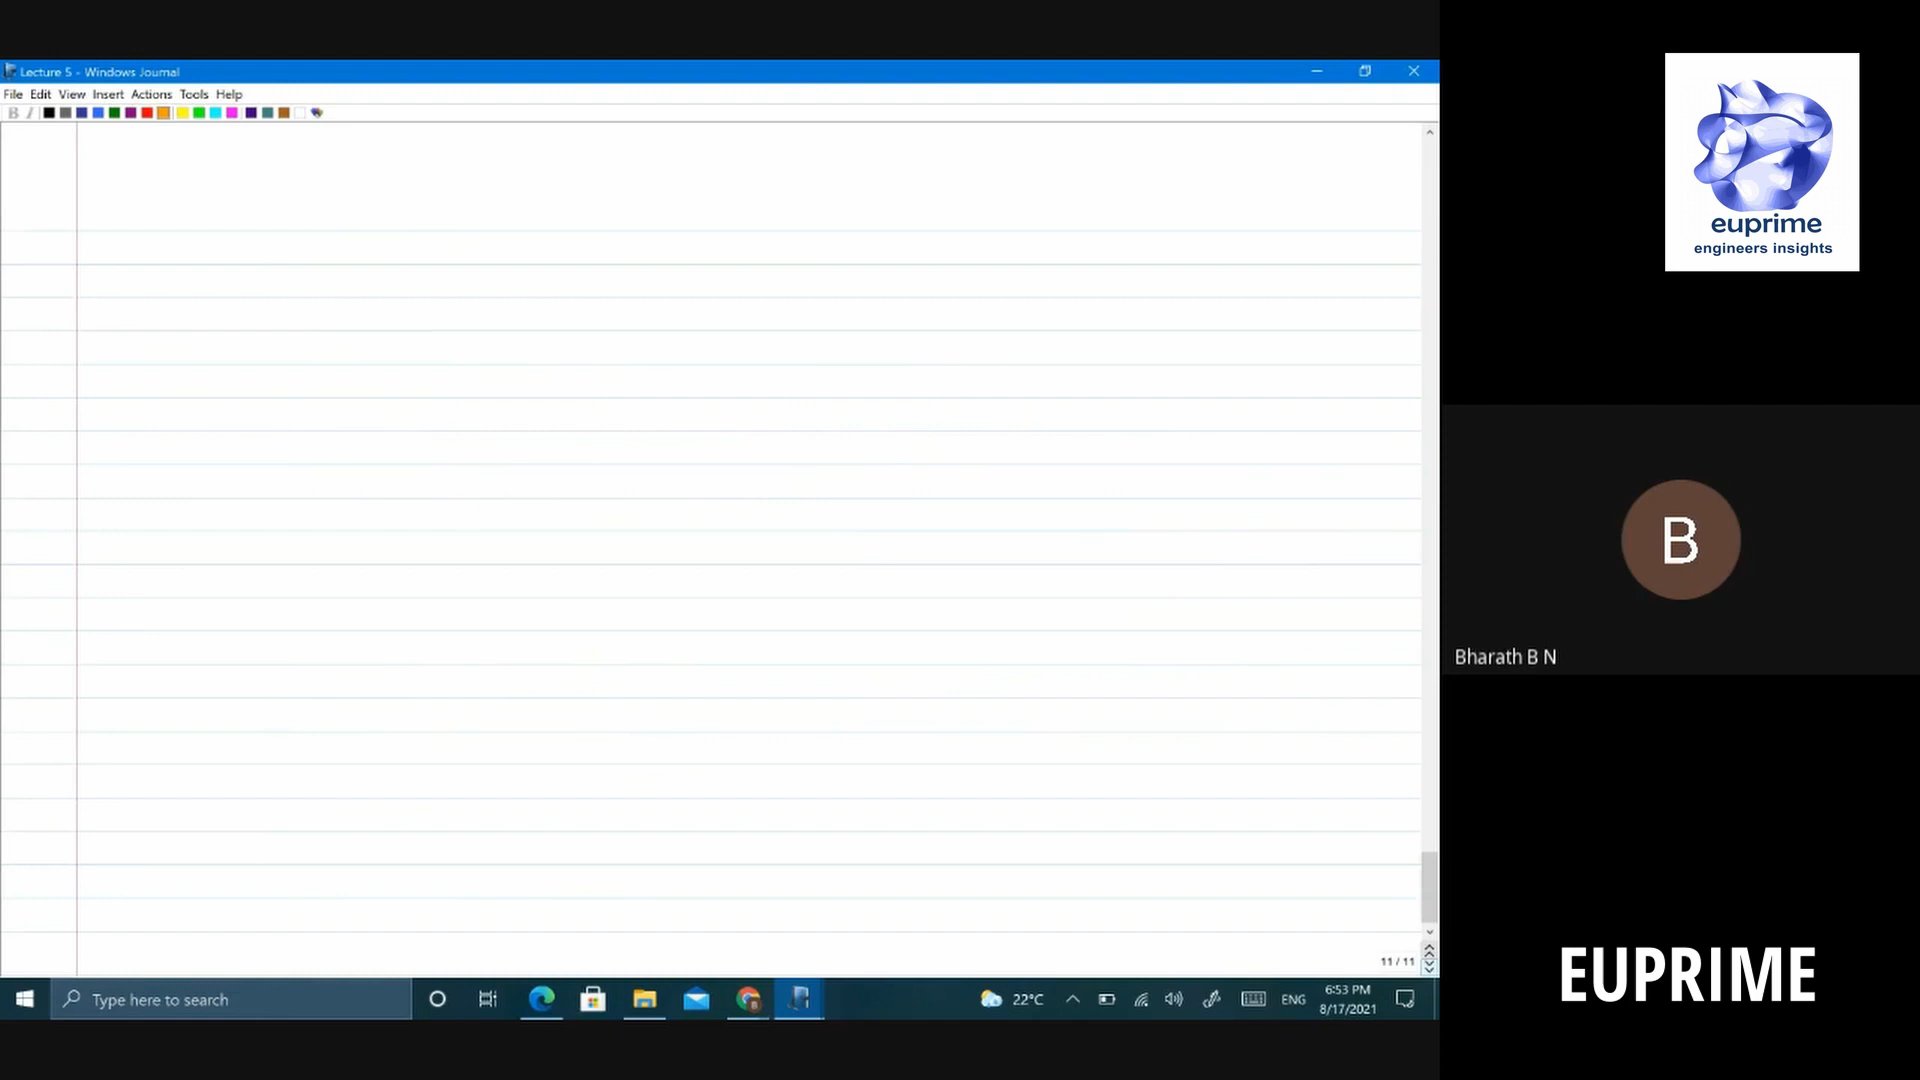 Lecture 5 - Windows Journal
File Edit View Insert Actions Tools Help
B I
euprime
engineers insights
B
Bharath B N
11 / 11
EUPRIME
Type here to search
22°C
ENG
6:53 PM
8/17/2021